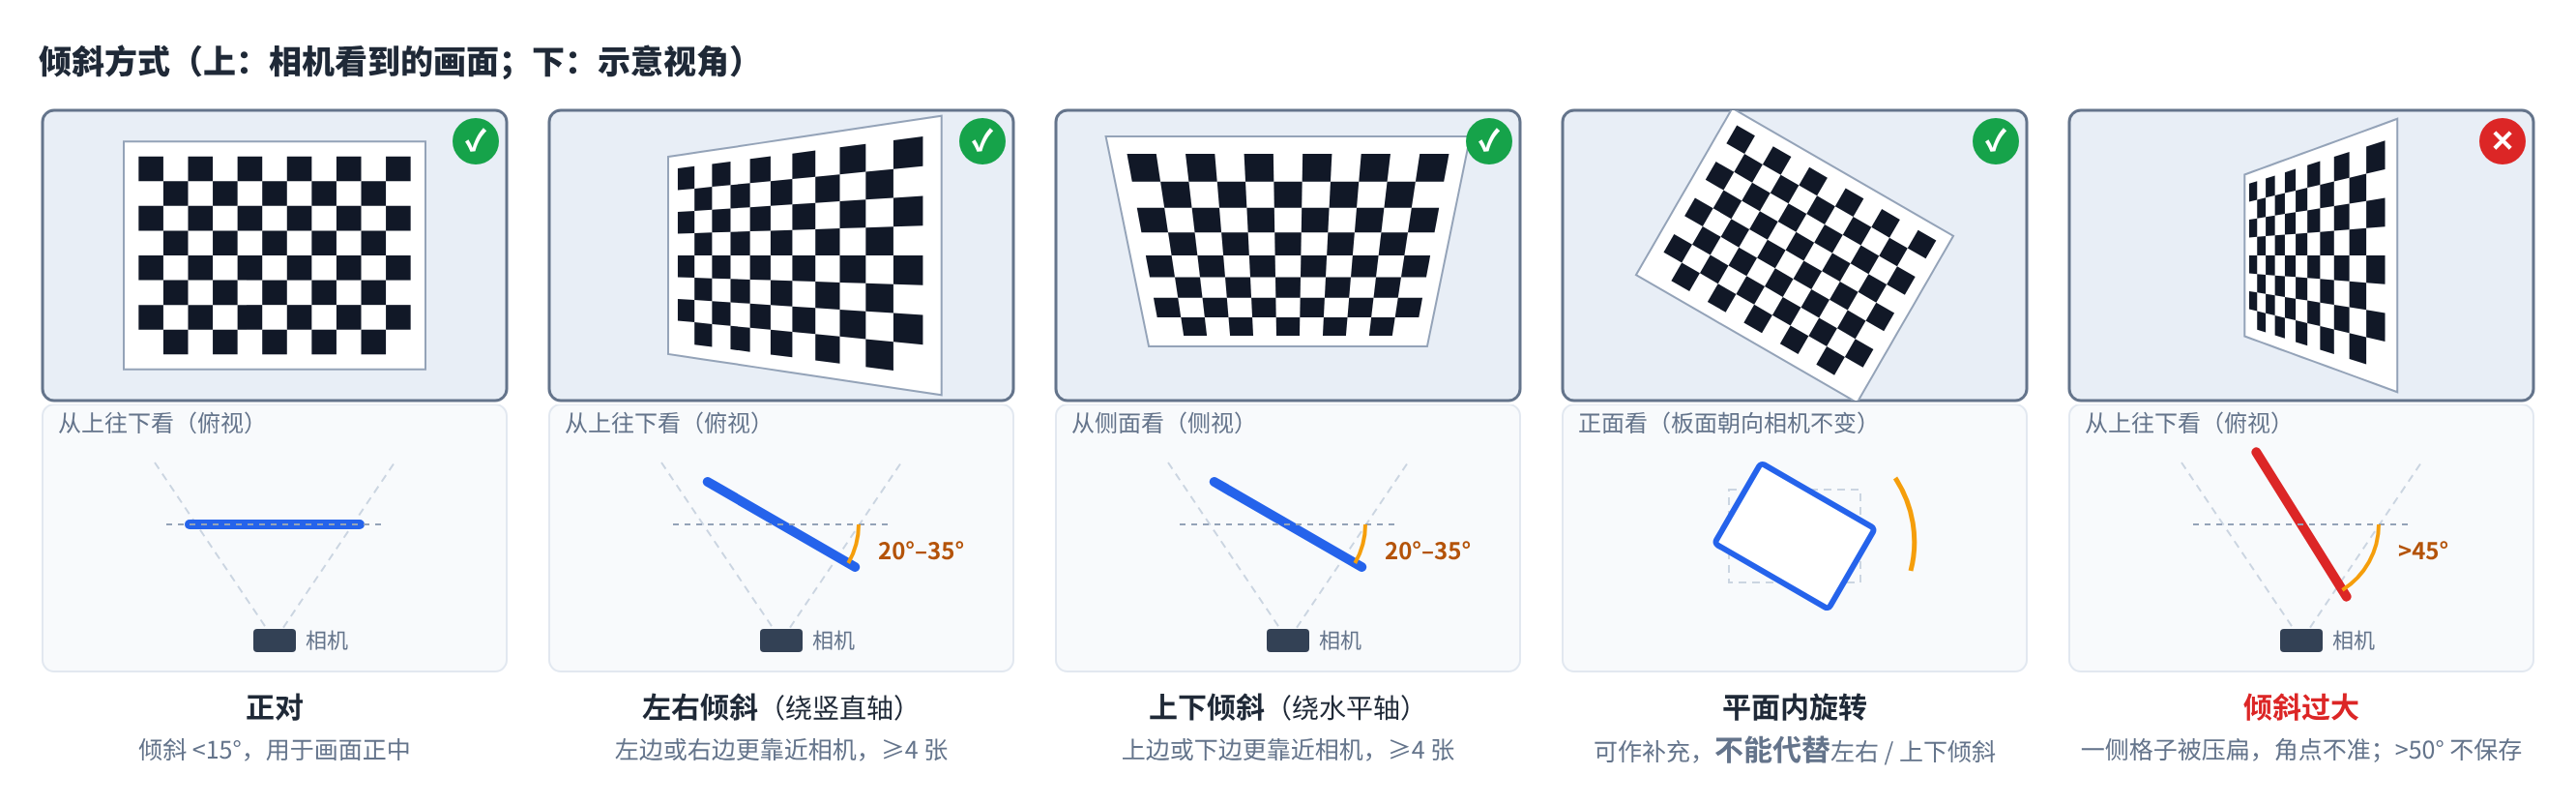 倾斜方式（上：相机看到的画面；下：示意视角）
从上往下看（俯视）
相机
正对
倾斜 <15°，用于画面正中
从上往下看（俯视）
20°–35°
相机
左右倾斜（绕竖直轴）
左边或右边更靠近相机，≥4 张
从侧面看（侧视）
20°–35°
相机
上下倾斜（绕水平轴）
上边或下边更靠近相机，≥4 张
正面看（板面朝向相机不变）
平面内旋转
可作补充，不能代替左右 / 上下倾斜
从上往下看（俯视）
>45°
相机
倾斜过大
一侧格子被压扁，角点不准；>50° 不保存